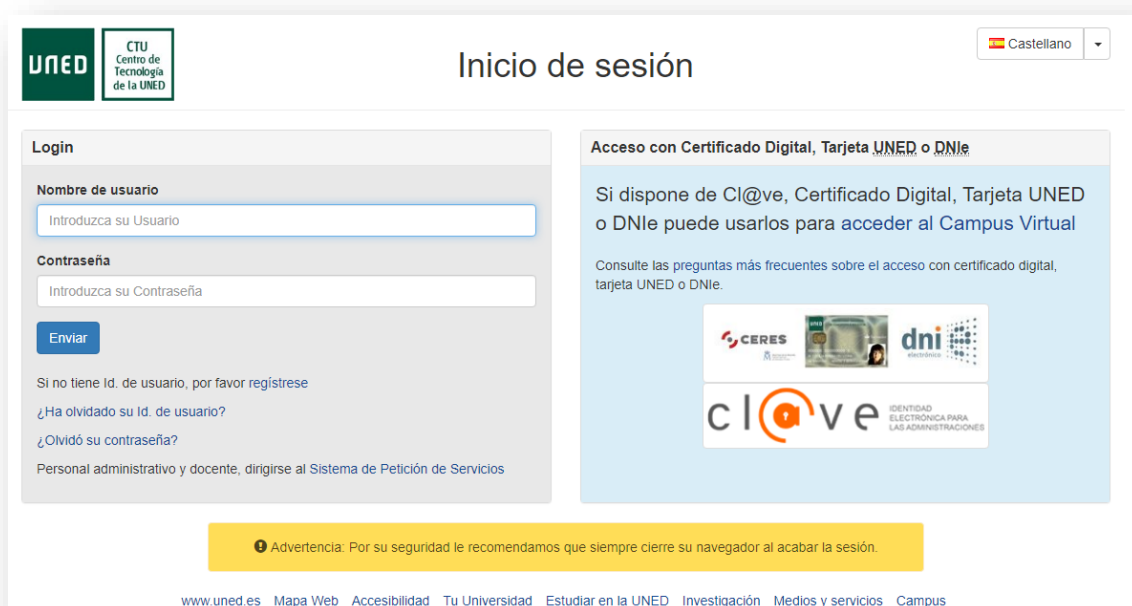 UNED
CTU
Centro de
Tecnología
de la UNED
Inicio de sesión
Castellano
Login
Nombre de usuario
Introduzca su Usuario
Contraseña
Introduzca su Contraseña
Enviar
Si no tiene Id. de usuario, por favor regístrese
¿Ha olvidado su Id. de usuario?
¿Olvidó su contraseña?
Personal administrativo y docente, dirigirse al Sistema de Petición de Servicios
Acceso con Certificado Digital, Tarjeta UNED o DNIe
Si dispone de Cl@ve, Certificado Digital, Tarjeta UNED
o DNIe puede usarlos para acceder al Campus Virtual
Consulte las preguntas más frecuentes sobre el acceso con certificado digital,
tarjeta UNED o DNIe.
CERES
UNED
dni
electrónico
cl@ve
IDENTIDAD
ELECTRÓNICA PARA
LAS ADMINISTRACIONES
Advertencia: Por su seguridad le recomendamos que siempre cierre su navegador al acabar la sesión.
www.uned.es Mapa Web Accesibilidad Tu Universidad Estudiar en la UNED Investigación Medios y servicios Campus